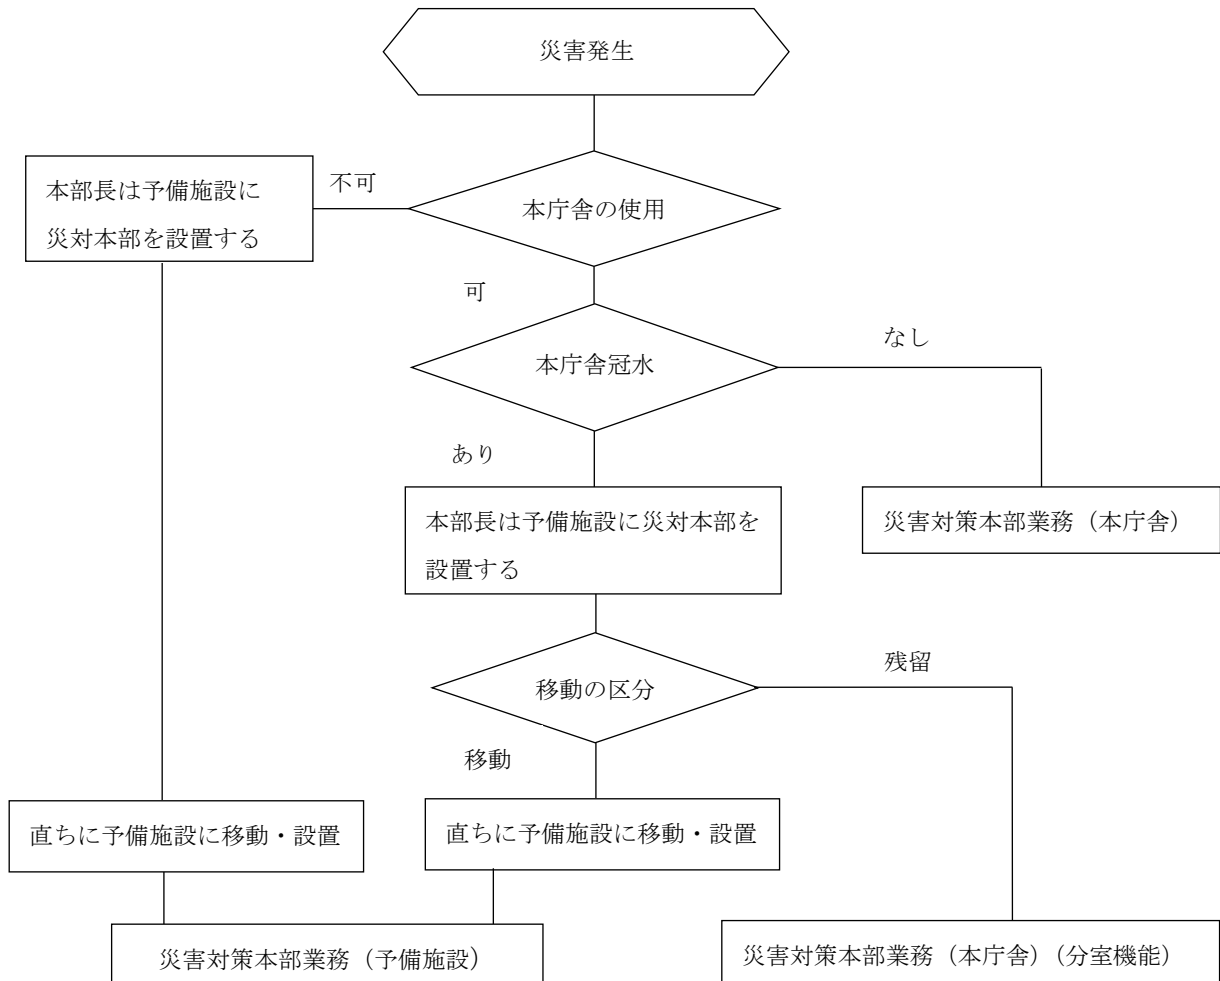 災害発生
本部長は予備施設に
災対本部を設置する
不可
本庁舎の使用
可
本庁舎冠水
なし
あり
本部長は予備施設に災対本部を
設置する
災害対策本部業務（本庁舎）
移動の区分
残留
移動
直ちに予備施設に移動・設置
直ちに予備施設に移動・設置
災害対策本部業務（予備施設）
災害対策本部業務（本庁舎）（分室機能）